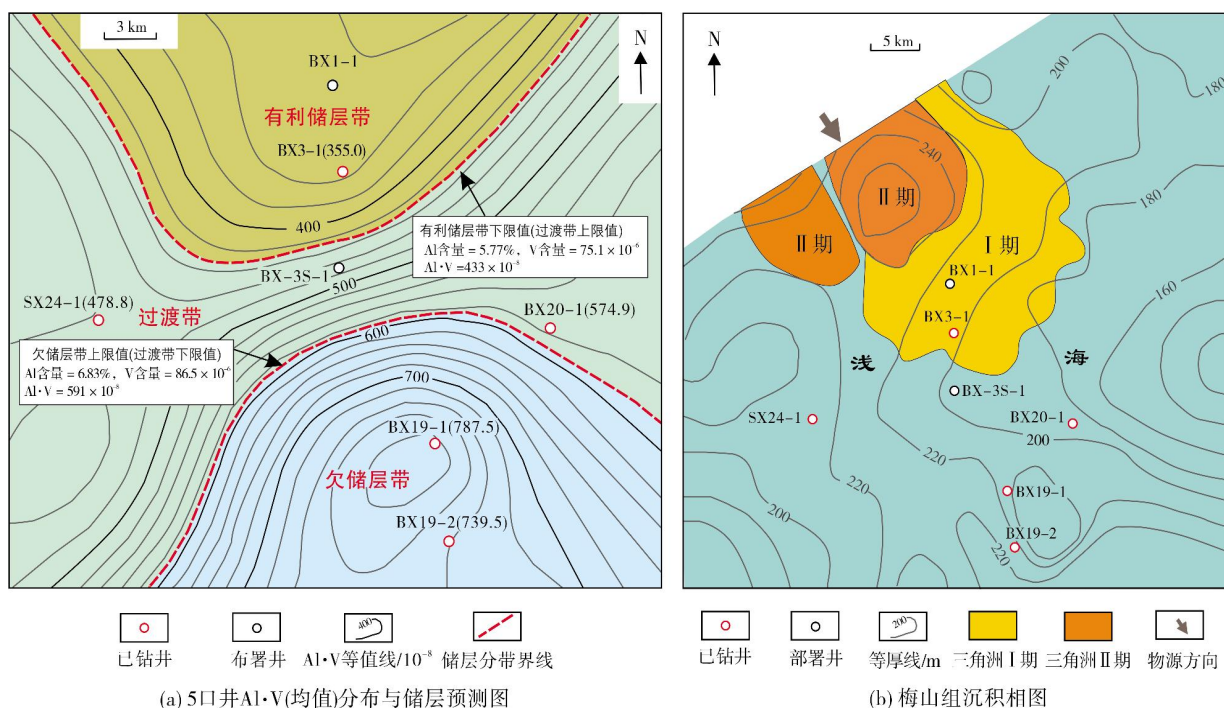 3 km
N
BX1-1
有利储层带
BX3-1(355.0)
400
有利储层带下限值(过渡带上限值)
Al含量 = 5.77%，V含量 = 75.1 × 10⁻⁶
Al·V =433 × 10⁻⁸
BX-3S-1
500
SX24-1(478.8)
过渡带
BX20-1(574.9)
欠储层带上限值(过渡带下限值)
Al含量 = 6.83%，V含量 = 86.5 × 10⁻⁶
Al·V = 591 × 10⁻⁸
600
700
BX19-1(787.5)
欠储层带
BX19-2(739.5)
已钻井
布署井
400
Al·V等值线/10⁻⁸
储层分带界线
(a) 5口井Al·V(均值)分布与储层预测图
N
5 km
200
180
240
II 期
II 期
I 期
180
BX1-1
160
BX3-1
浅
海
BX-3S-1
SX24-1
BX20-1
200
220
BX19-1
220
200
BX19-2
220
已钻井
部署井
200
等厚线/m
三角洲 I 期
三角洲 II 期
物源方向
(b) 梅山组沉积相图